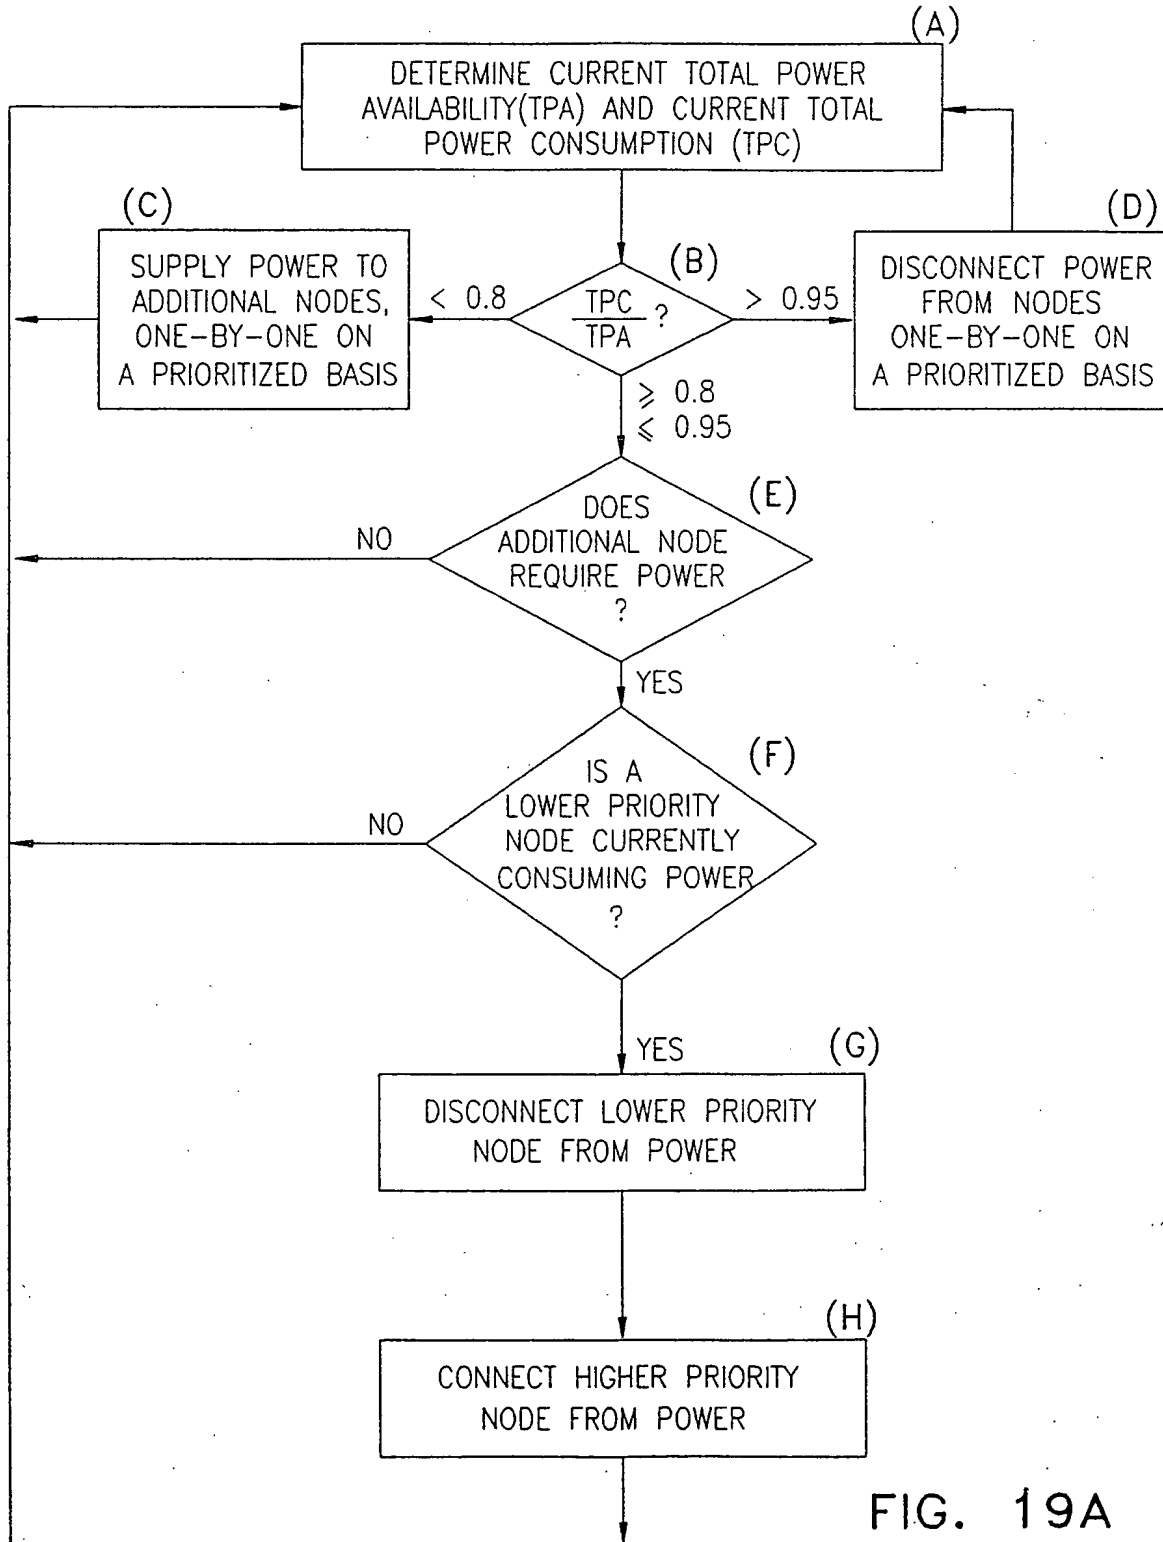 (A)
DETERMINE CURRENT TOTAL POWER
AVAILABILITY(TPA) AND CURRENT TOTAL
POWER CONSUMPTION (TPC)
(C)
SUPPLY POWER TO
ADDITIONAL NODES,
ONE-BY-ONE ON
A PRIORITIZED BASIS
< 0.8
(B)
TPC
TPA
?
> 0.95
(D)
DISCONNECT POWER
FROM NODES
ONE-BY-ONE ON
A PRIORITIZED BASIS
⩾ 0.8
⩽ 0.95
(E)
DOES
ADDITIONAL NODE
REQUIRE POWER
?
NO
YES
(F)
IS A
LOWER PRIORITY
NODE CURRENTLY
CONSUMING POWER
?
NO
YES
(G)
DISCONNECT LOWER PRIORITY
NODE FROM POWER
(H)
CONNECT HIGHER PRIORITY
NODE FROM POWER
FIG. 19A